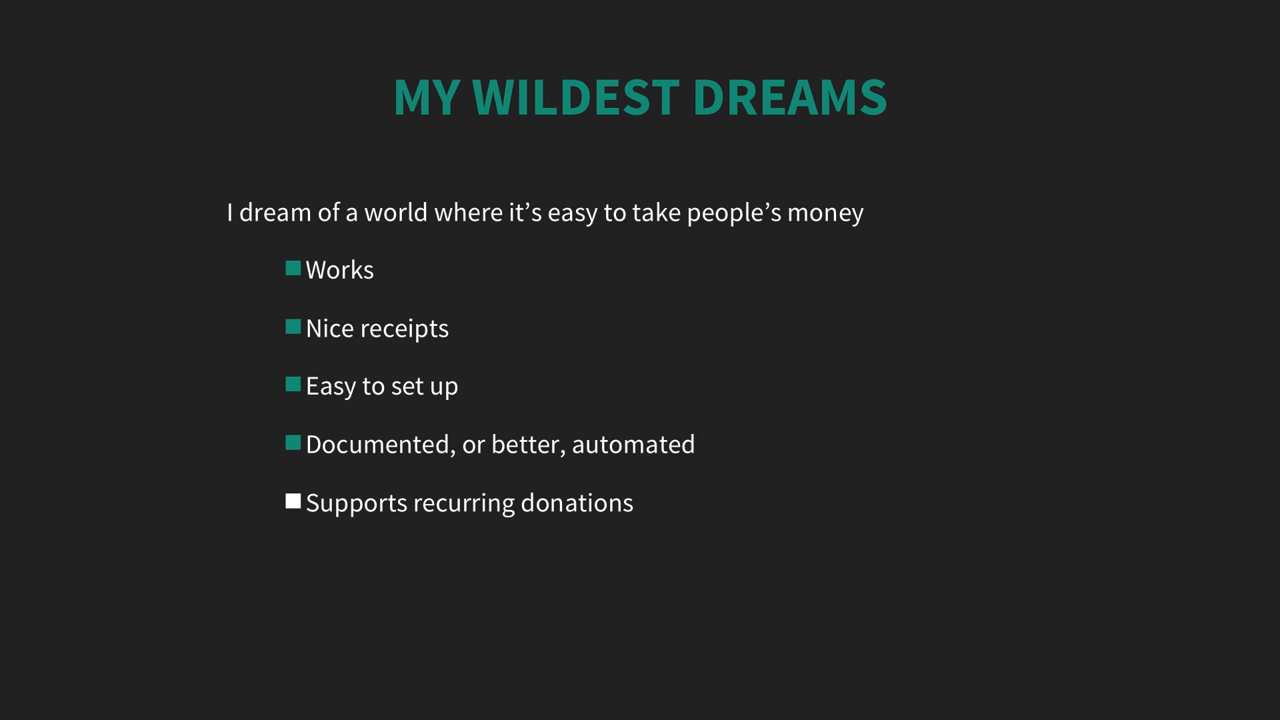 MY WILDEST DREAMS
I dream of a world where it’s easy to take people’s money
Works
Nice receipts
Easy to set up
Documented, or better, automated
Supports recurring donations